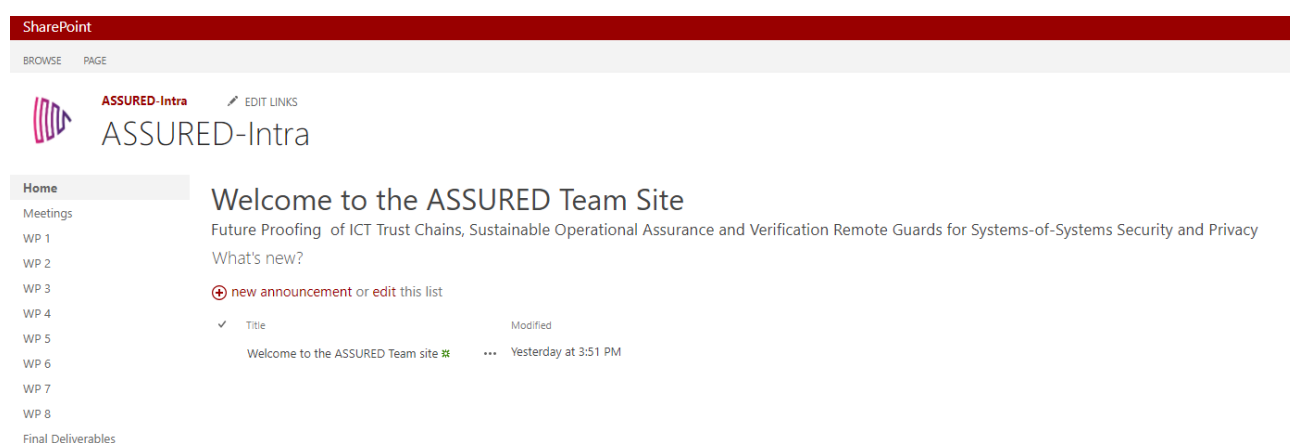 SharePoint
BROWSE PAGE
ASSURED-Intra EDIT LINKS
ASSURED-Intra
Home
Meetings
WP 1
WP 2
WP 3
WP 4
WP 5
WP 6
WP 7
WP 8
Final Deliverables
Welcome to the ASSURED Team Site
Future Proofing of ICT Trust Chains, Sustainable Operational Assurance and Verification Remote Guards for Systems-of-Systems Security and Privacy
What's new?
new announcement or edit this list
Title Modified
Welcome to the ASSURED Team site ... Yesterday at 3:51 PM